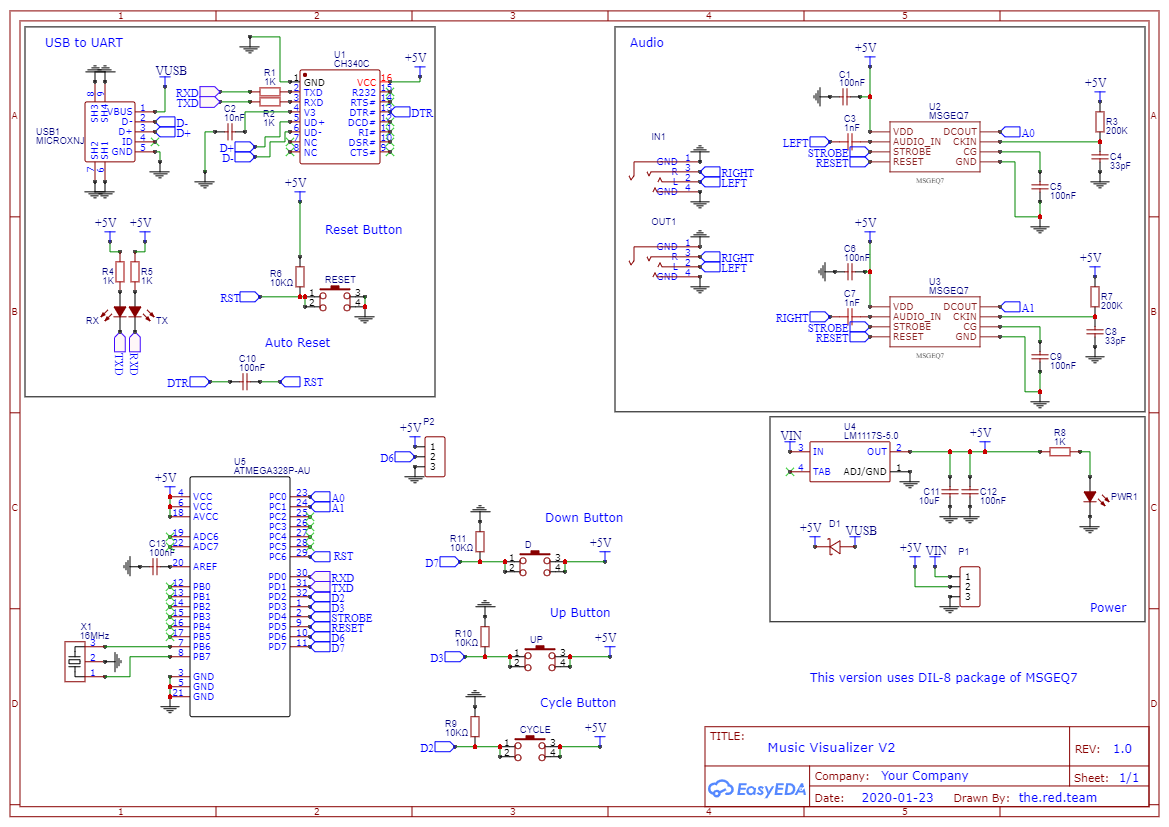 1 2 3 4 5
A
B
C
D
USB to UART
U1
CH340C
+5V
VUSB
RXD
TXD
R1
1K
R2
1K
C2
10nF
D+
D-
1 GND
2 TXD
3 RXD
4 V3
5 UD+
6 UD-
7 NC
8 NC
VCC 16
R232 15
RTS# 14
DTR# 13
DCD# 12
RI# 11
DSR# 10
CTS# 9
DTR
USB1
MICROXNJ
SH3 8
SH4 9
SH2 7
SH1 6
VBUS 1
D- 2 D-
D+ 3 D+
ID 4
GND 5
+5V
+5V +5V
R4
1K
R5
1K
RX
TX
TXD
RXD
Reset Button
R6
10KΩ
RESET
RST
1 3
2 4
Auto Reset
C10
100nF
DTR
RST
Audio
+5V
C1
100nF
C3
1nF
LEFT
STROBE
RESET
U2
MSGEQ7
VDD DCOUT
AUDIO_IN CKIN
STROBE CG
RESET GND
MSGEQ7
A0
+5V
R3
200K
C4
33pF
C5
100nF
IN1
GND 1
R 3 RIGHT
L 2 LEFT
GND 4
OUT1
GND 1
R 3 RIGHT
L 2 LEFT
GND 4
+5V
C6
100nF
C7
1nF
RIGHT
STROBE
RESET
U3
MSGEQ7
VDD DCOUT
AUDIO_IN CKIN
STROBE CG
RESET GND
MSGEQ7
A1
+5V
R7
200K
C8
33pF
C9
100nF
VIN
U4
LM1117S-5.0
3 IN OUT 2
4 TAB ADJ/GND 1
+5V
R8
1K
C11
10uF
C12
100nF
PWR1
+5V D1 VUSB
+5V VIN P1
1
2
3
Power
+5V P2
D6
1
2
3
U5
ATMEGA328P-AU
+5V
4 VCC
6 VCC
18 AVCC
19 ADC6
22 ADC7
C13
100nF
20 AREF
12 PB0
13 PB1
14 PB2
15 PB3
16 PB4
17 PB5
7 PB6
8 PB7
3 GND
5 GND
21 GND
PC0 23 A0
PC1 24 A1
PC2 25
PC3 26
PC4 27
PC5 28
PC6 29 RST
PD0 30 RXD
PD1 31 TXD
PD2 32 D2
PD3 1 D3
PD4 2 STROBE
PD5 9 RESET
PD6 10 D6
PD7 11 D7
X1
16MHz
3
2
1
Down Button
R11
10KΩ
D
D7
1 3
2 4
+5V
Up Button
R10
10KΩ
UP
D3
1 3
2 4
+5V
Cycle Button
R9
10KΩ
CYCLE
D2
1 3
2 4
+5V
This version uses DIL-8 package of MSGEQ7
TITLE:
Music Visualizer V2
REV: 1.0
EasyEDA
Company: Your Company
Sheet: 1/1
Date: 2020-01-23 Drawn By: the.red.team
A
B
C
D
1 2 3 4 5